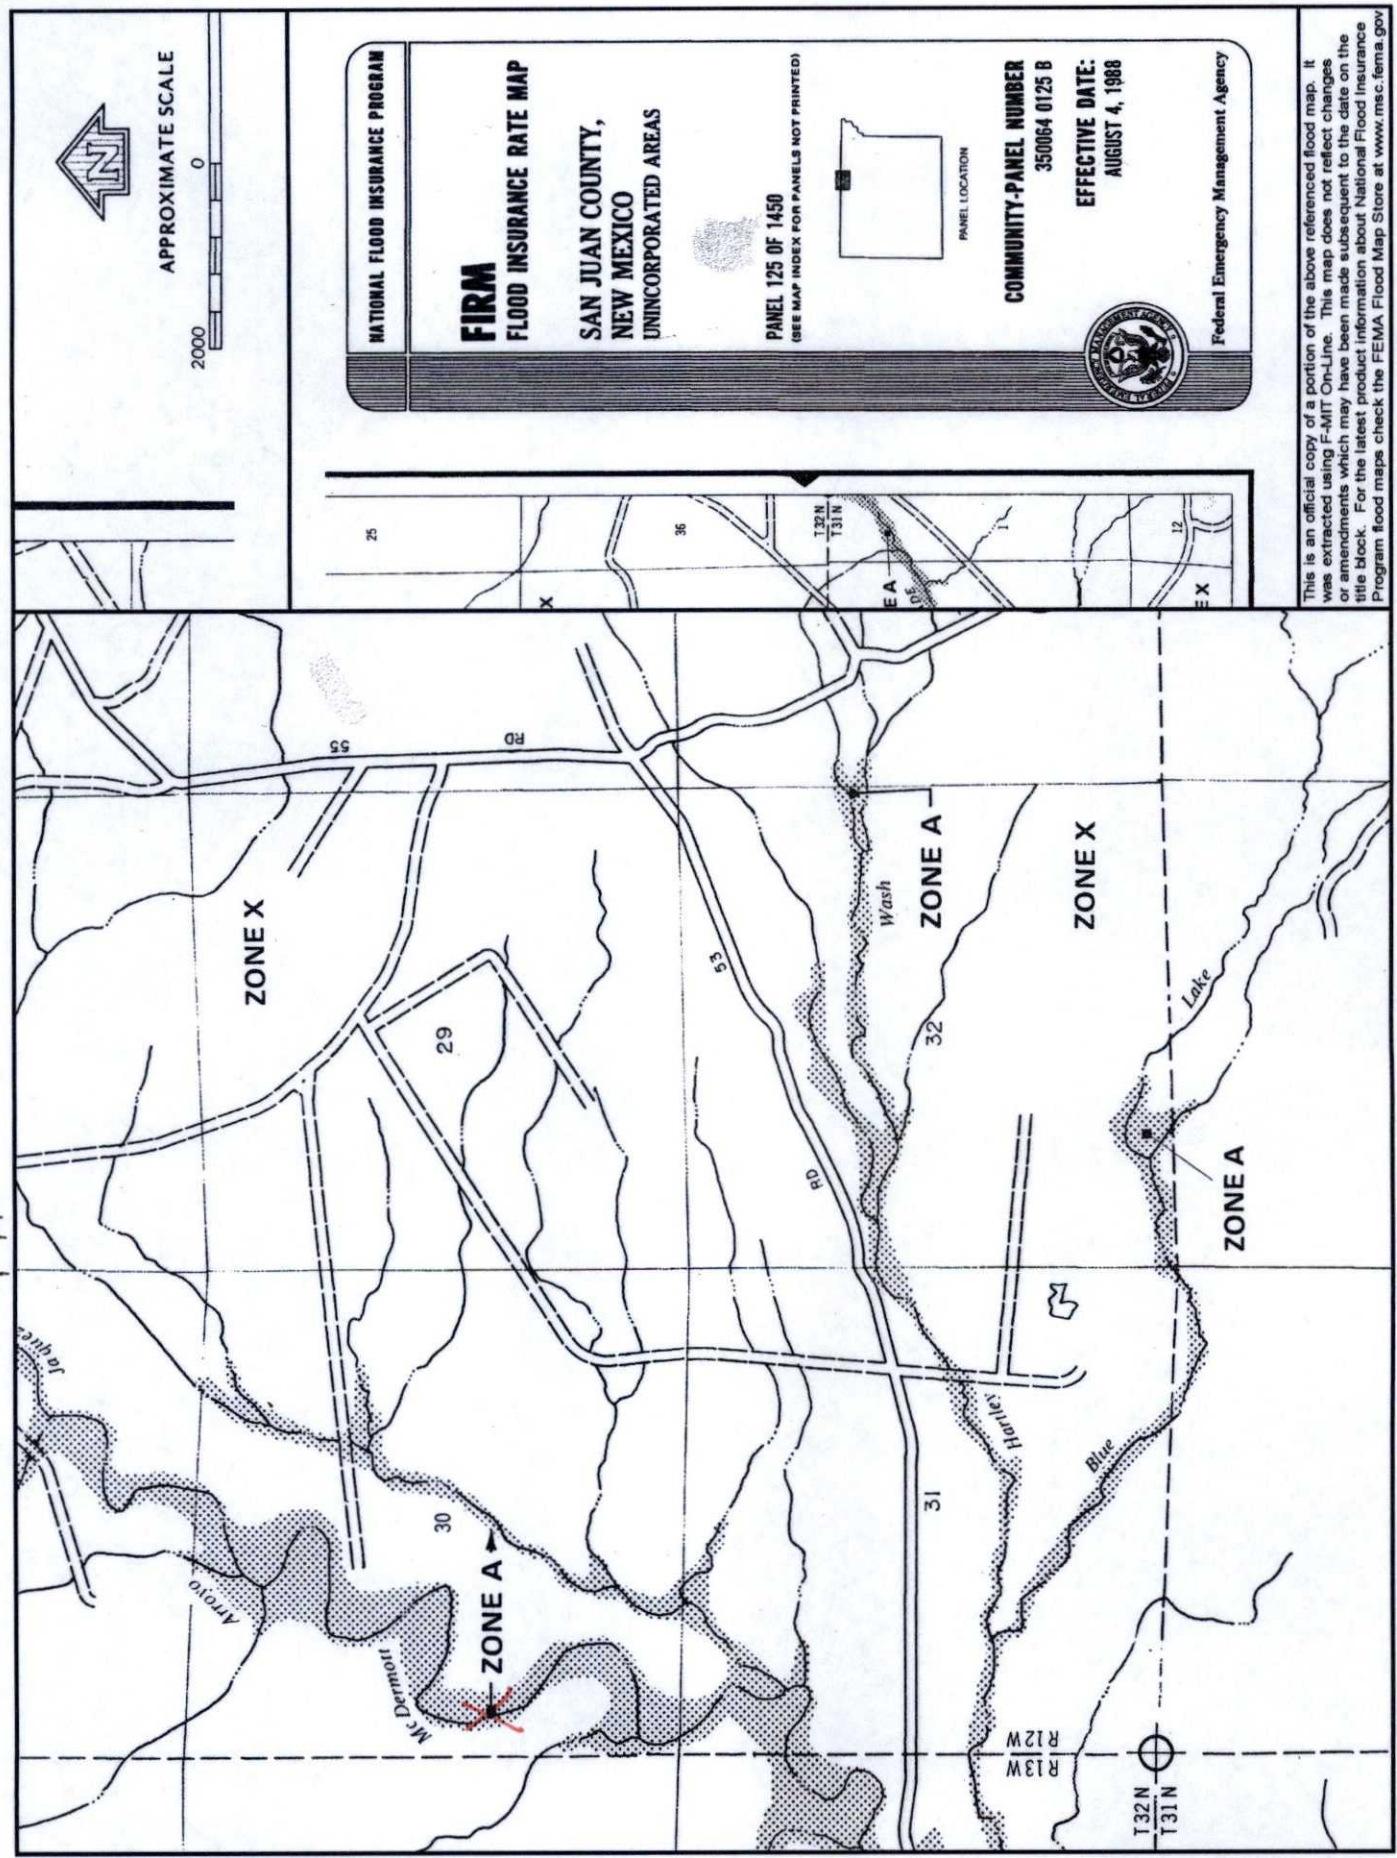 N
APPROXIMATE SCALE
2000
0
NATIONAL FLOOD INSURANCE PROGRAM
FIRM
FLOOD INSURANCE RATE MAP
SAN JUAN COUNTY,
NEW MEXICO
UNINCORPORATED AREAS
PANEL 125 OF 1450
(SEE MAP INDEX FOR PANELS NOT PRINTED)
PANEL LOCATION
COMMUNITY-PANEL NUMBER
350064 0125 B
EFFECTIVE DATE:
AUGUST 4, 1988
Federal Emergency Management Agency
This is an official copy of a portion of the above referenced flood map. It
was extracted using F-MIT On-Line. This map does not reflect changes
or amendments which may have been made subsequent to the date on the
title block. For the latest product information about National Flood Insurance
Program flood maps check the FEMA Flood Map Store at www.msc.fema.gov
25
X
36
T32N
T31N
E A
DE
1
12
E X
55
RD
ZONE X
29
53
RD
Wash
ZONE A
32
ZONE X
Lake
ZONE A
Jaquez
Arroyo
30
ZONE A
Mc Dermott
31
Hartley
Blue
R12W
R13W
T32N
T31N